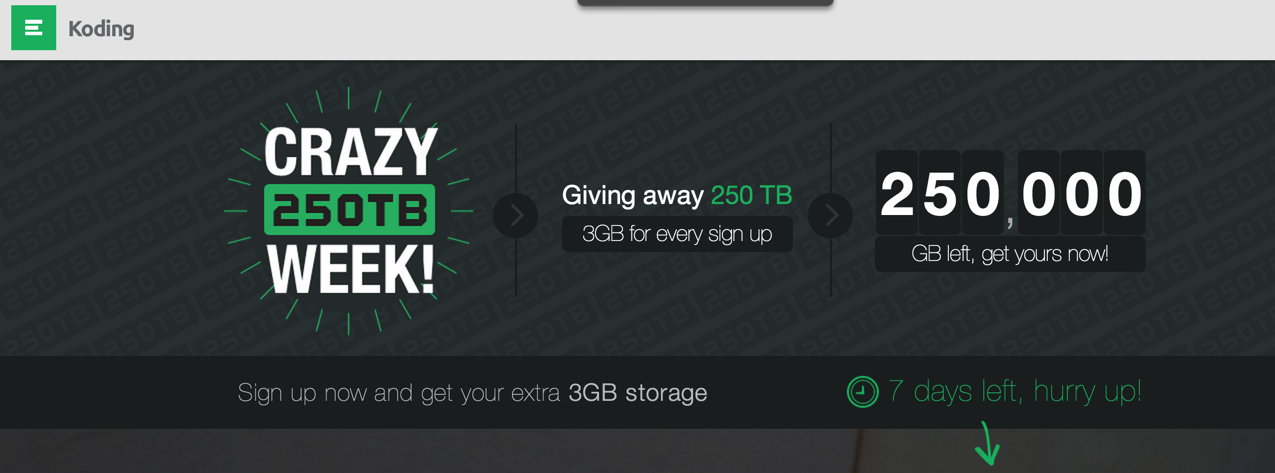 Koding
CRAZY
250TB
WEEK!
Giving away 250 TB
3GB for every sign up
250,000
GB left, get yours now!
Sign up now and get your extra 3GB storage
7 days left, hurry up!